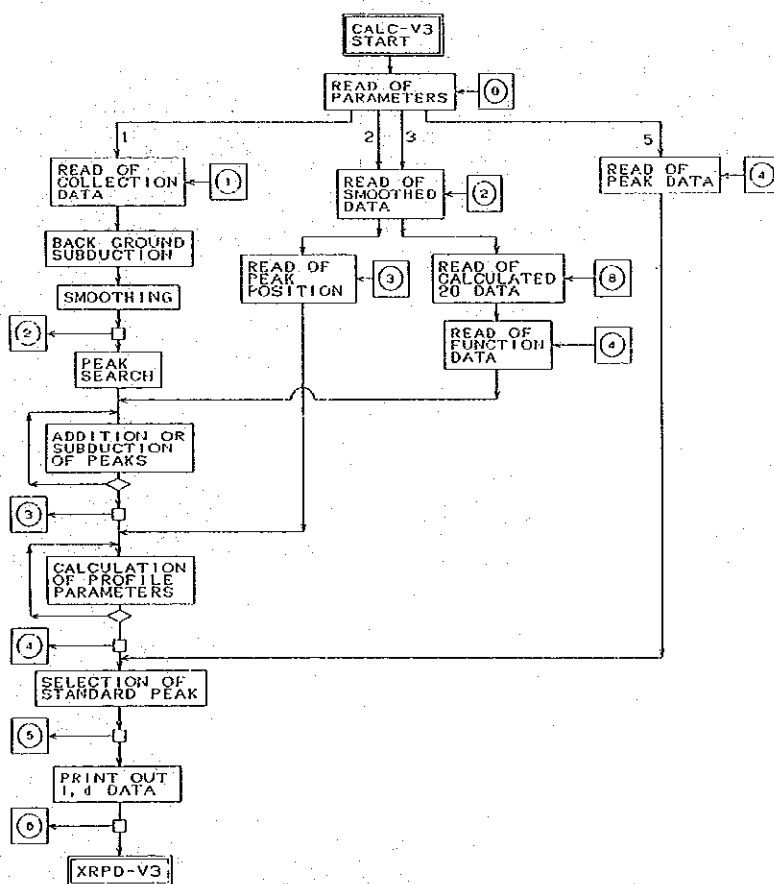 CALC-V3
START
READ OF
PARAMETERS
0
1
2
3
5
READ OF
COLLECTION
DATA
1
READ OF
SMOOTHED
DATA
2
READ OF
PEAK DATA
4
BACK GROUND
SUBDUCTION
READ OF
PEAK
POSITION
3
READ OF
CALCULATED
20 DATA
8
SMOOTHING
2
READ OF
FUNCTION
DATA
4
PEAK
SEARCH
ADDITION OR
SUBDUCTION
OF PEAKS
3
CALCULATION
OF PROFILE
PARAMETERS
4
SELECTION OF
STANDARD PEAK
5
PRINT OUT
I, d DATA
6
XRPD-V3